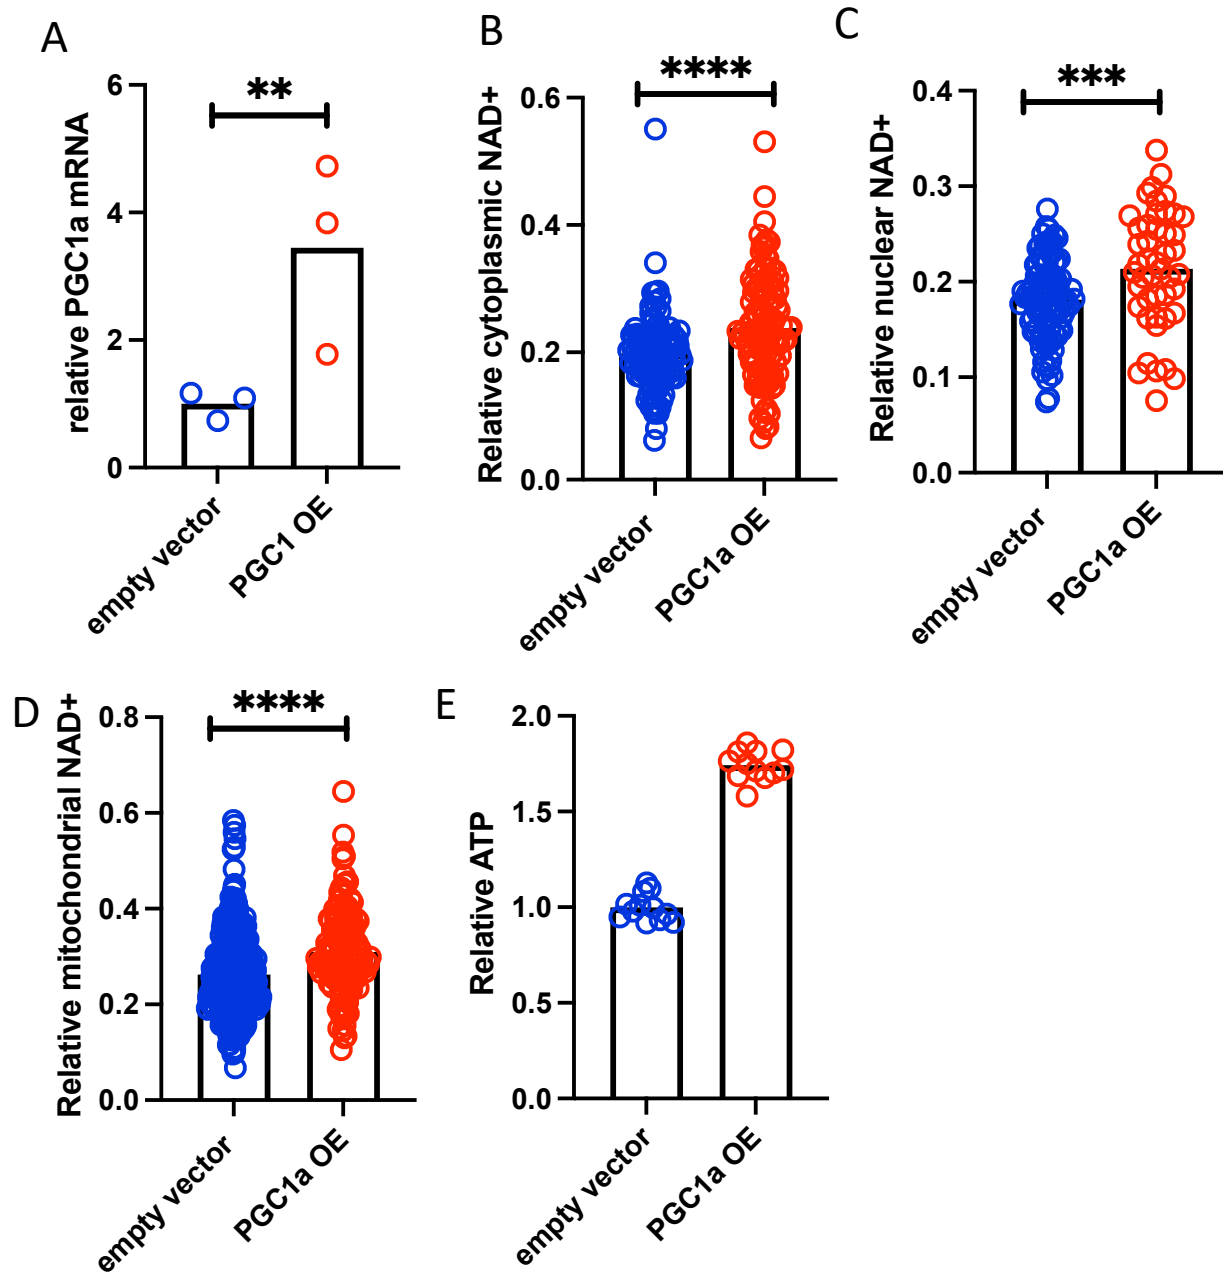 A
**
relative PGC1a mRNA
6
4
2
0
empty vector
PGC1 OE
B
****
Relative cytoplasmic NAD+
0.6
0.4
0.2
0.0
empty vector
PGC1a OE
C
***
Relative nuclear NAD+
0.4
0.3
0.2
0.1
0.0
empty vector
PGC1a OE
D
****
Relative mitochondrial NAD+
0.8
0.6
0.4
0.2
0.0
empty vector
PGC1a OE
E
Relative ATP
2.0
1.5
1.0
0.5
0.0
empty vector
PGC1a OE